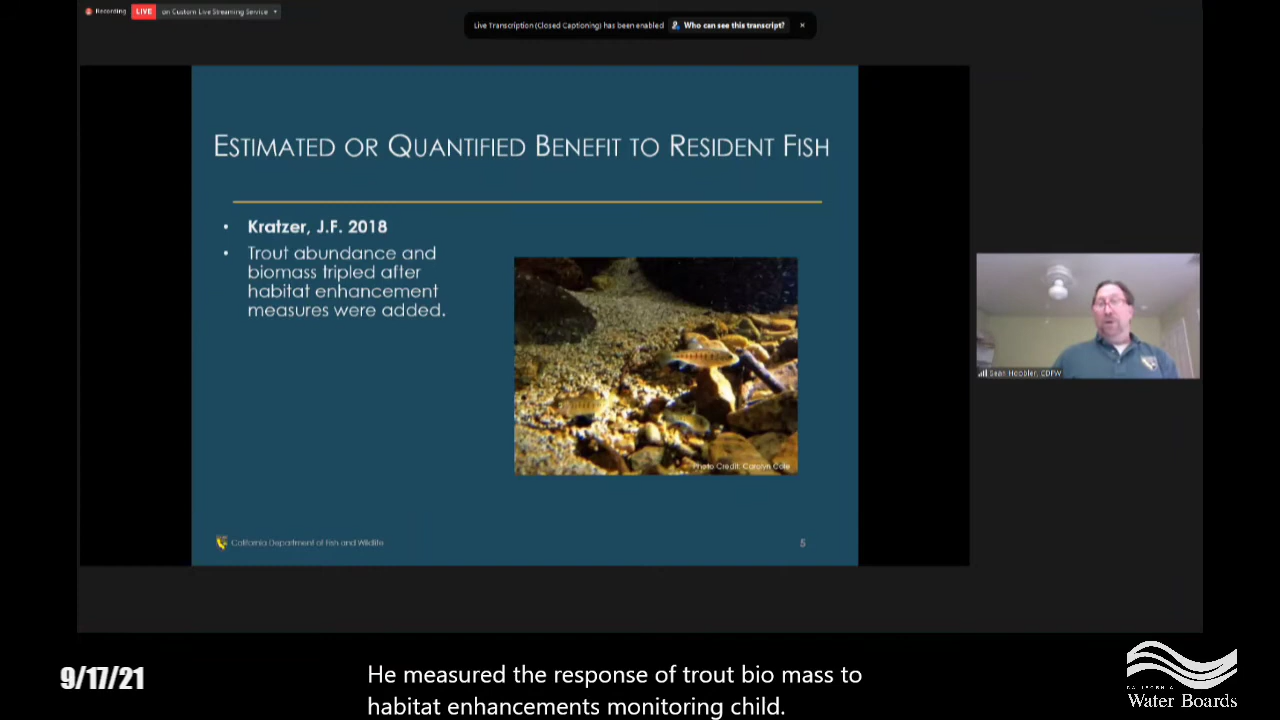 Recording
LIVE
on Custom Live Streaming Service
Live Transcription (Closed Captioning) has been enabled
Who can see this transcript?
ESTIMATED OR QUANTIFIED BENEFIT TO RESIDENT FISH
• Kratzer, J.F. 2018
• Trout abundance and
biomass tripled after
habitat enhancement
measures were added.
Photo Credit: Carolyn Cole
California Department of Fish and Wildlife
5
Sean Hoobler, CDFW
9/17/21
He measured the response of trout bio mass to
habitat enhancements monitoring child.
CALIFORNIA
Water Boards